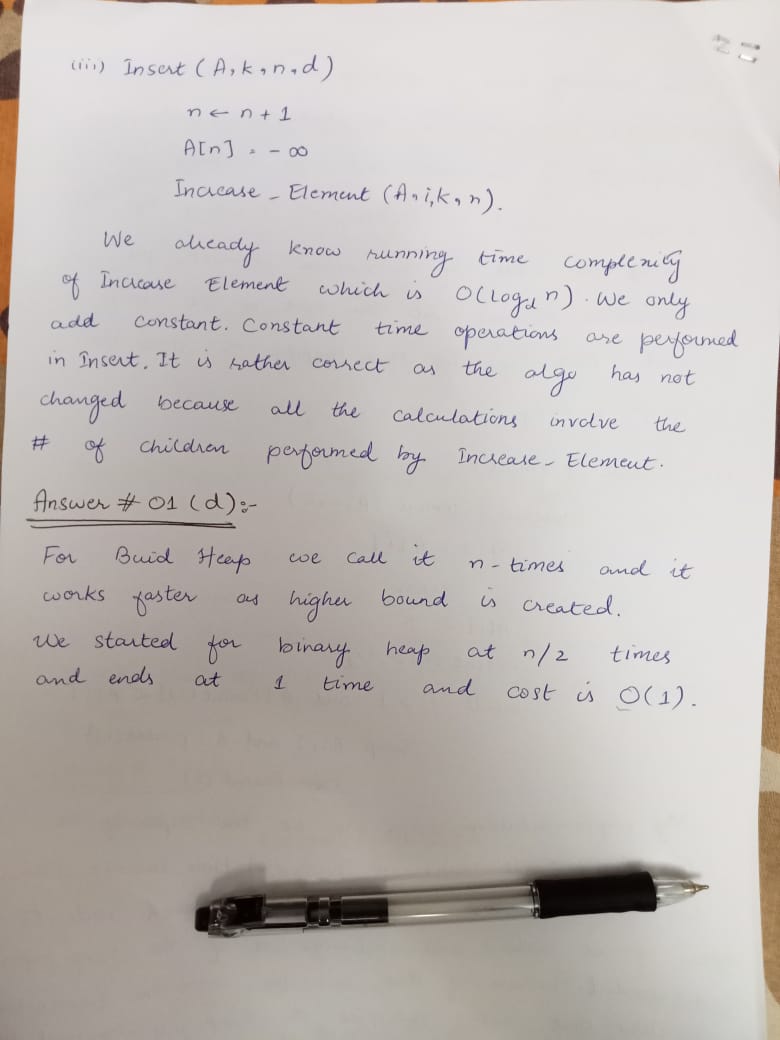 (iii) Insert (A, k, n, d)
n ← n + 1
A[n] = - ∞
Increase - Element (A, i, k, n).
We already know running time complexity
of Increase Element which is O(log_d n). We only
add constant. Constant time operations are performed
in Insert. It is rather correct as the algo has not
changed because all the calculations involve the
# of children performed by Increase - Element.
Answer # 01 (d):-
For Buid Heap we call it n - times and it
works faster as higher bound is created.
We started for binary heap at n/2 times
and ends at 1 time and cost is O(1).